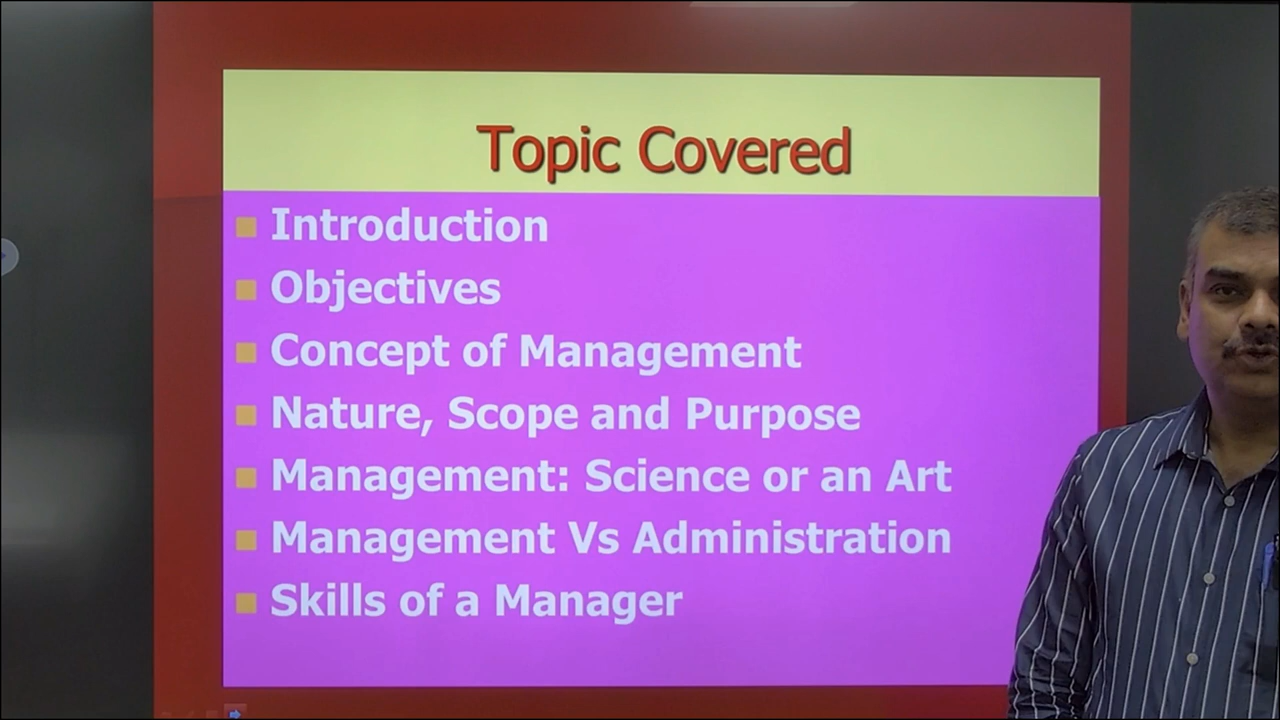 Topic Covered
Introduction
Objectives
Concept of Management
Nature, Scope and Purpose
Management: Science or an Art
Management Vs Administration
Skills of a Manager